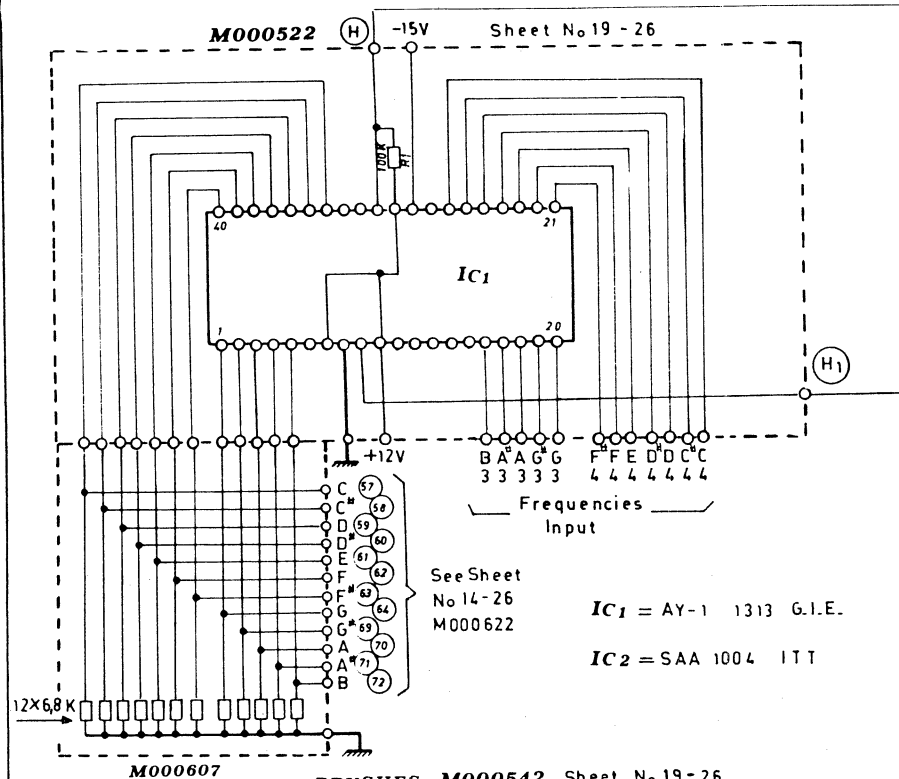 M000522 H -15V Sheet No 19-26
100K R1
40 21
IC1
1 20
H1
+12V
B A# A G# G F# F E D# D C# C
3 3 3 3 3 4 4 4 4 4 4 4
Frequencies
Input
C 57
C# 58
D 59
D# 60
E 61
F 62
F# 63
G 64
G# 69
A 70
A# 71
B 72
See Sheet
No 14-26
M000622
IC1 = AY-1 1313 G.I.E.
IC2 = SAA 1004 ITT
12×6,8 K
M000607
BRUSHES M000542 Sheet No 19-26